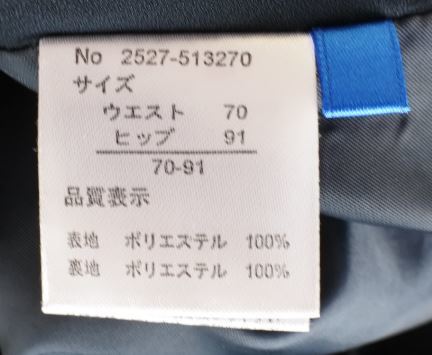 No 2527-513270
サイズ
ウエスト 70
ヒップ 91
70-91
品質表示
表地 ポリエステル 100%
裏地 ポリエステル 100%